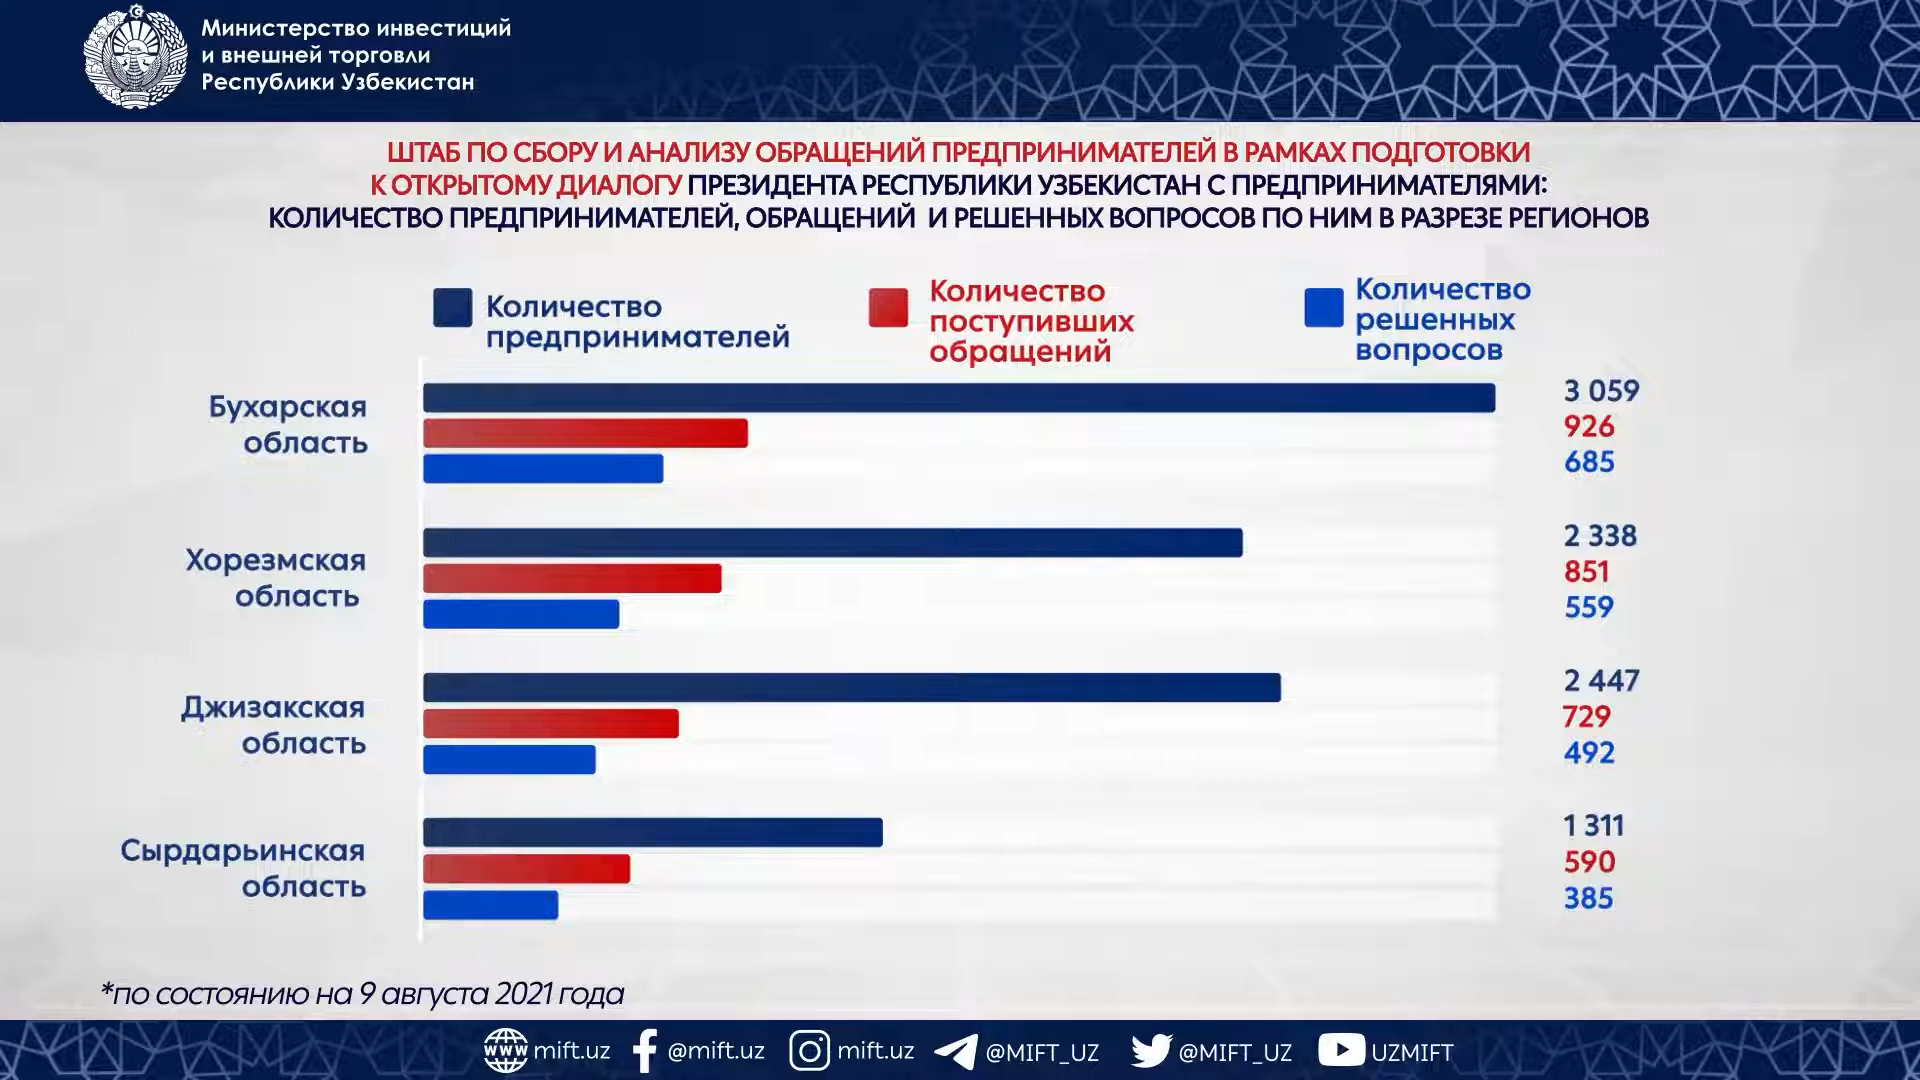 Министерство инвестиций
и внешней торговли
Республики Узбекистан
ШТАБ ПО СБОРУ И АНАЛИЗУ ОБРАЩЕНИЙ ПРЕДПРИНИМАТЕЛЕЙ В РАМКАХ ПОДГОТОВКИ
К ОТКРЫТОМУ ДИАЛОГУ ПРЕЗИДЕНТА РЕСПУБЛИКИ УЗБЕКИСТАН С ПРЕДПРИНИМАТЕЛЯМИ:
КОЛИЧЕСТВО ПРЕДПРИНИМАТЕЛЕЙ, ОБРАЩЕНИЙ И РЕШЕННЫХ ВОПРОСОВ ПО НИМ В РАЗРЕЗЕ РЕГИОНОВ
Количество
предпринимателей
Количество
поступивших
обращений
Количество
решенных
вопросов
Бухарская
область
3 059
926
685
Хорезмская
область
2 338
851
559
Джизакская
область
2 447
729
492
Сырдарьинская
область
1 311
590
385
*по состоянию на 9 августа 2021 года
www mift.uz @mift.uz mift.uz @MIFT_UZ @MIFT_UZ UZMIFT